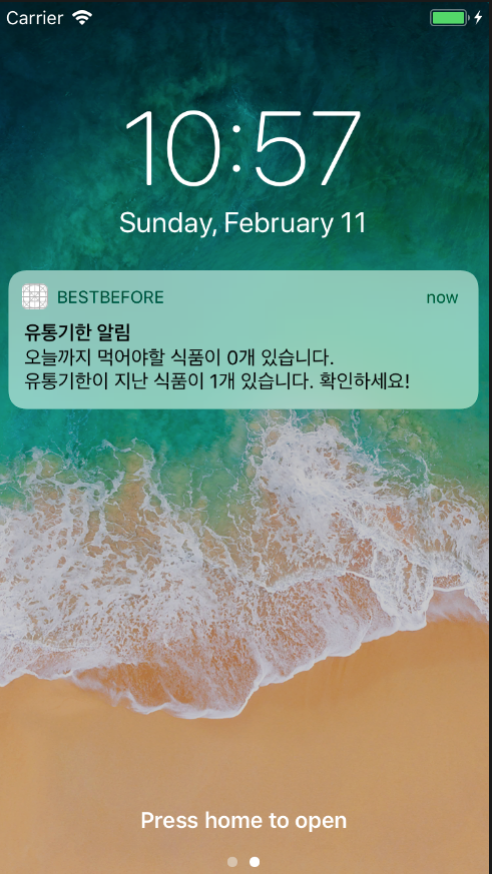 Carrier
10:57
Sunday, February 11
BESTBEFORE now
유통기한 알림
오늘까지 먹어야할 식품이 0개 있습니다.
유통기한이 지난 식품이 1개 있습니다. 확인하세요!
Press home to open